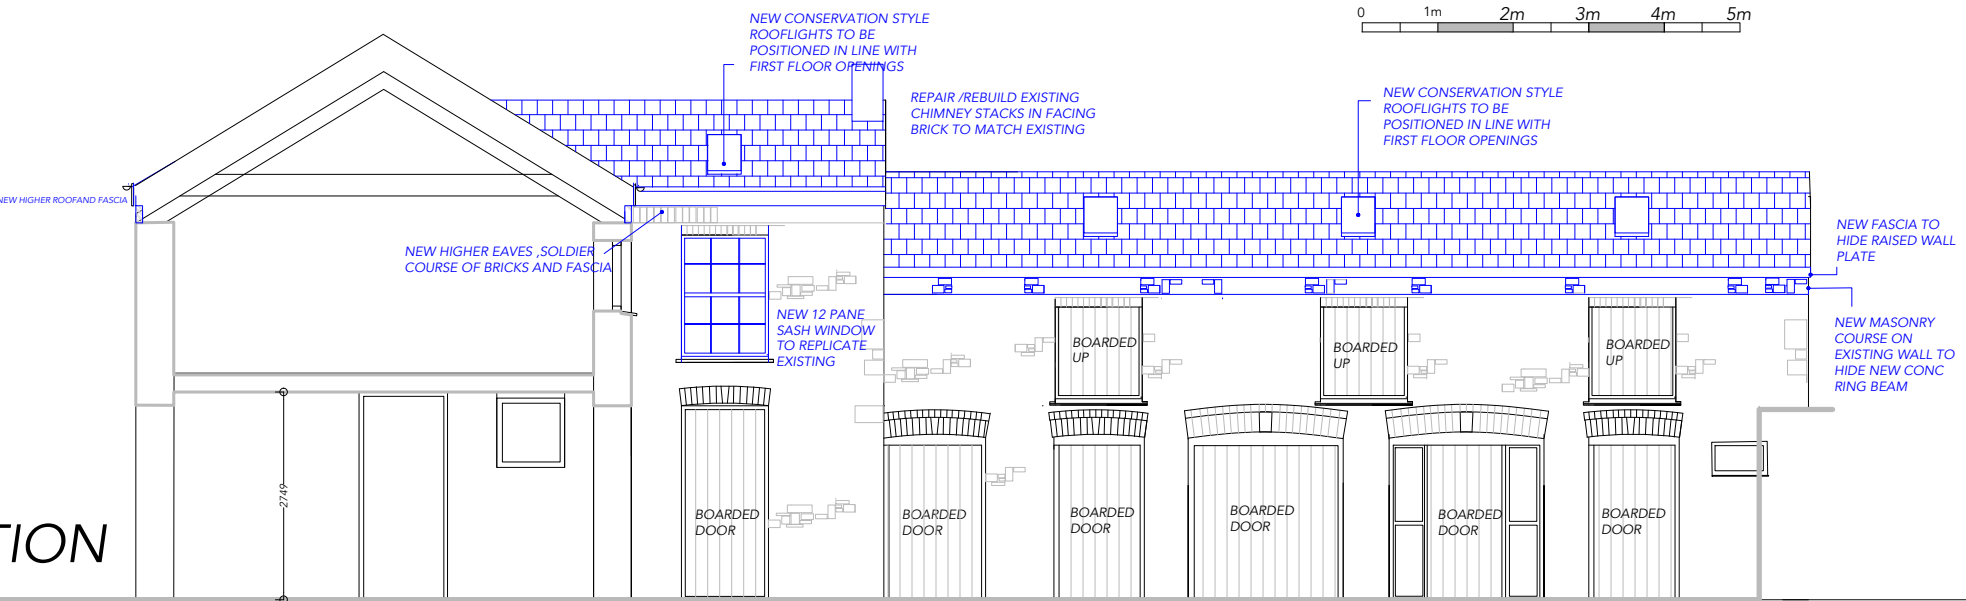 0 1m 2m 3m 4m 5m
NEW CONSERVATION STYLE
ROOFLIGHTS TO BE
POSITIONED IN LINE WITH
FIRST FLOOR OPENINGS
REPAIR /REBUILD EXISTING
CHIMNEY STACKS IN FACING
BRICK TO MATCH EXISTING
NEW CONSERVATION STYLE
ROOFLIGHTS TO BE
POSITIONED IN LINE WITH
FIRST FLOOR OPENINGS
NEW HIGHER ROOFAND FASCIA
NEW HIGHER EAVES ,SOLDIER
COURSE OF BRICKS AND FASCIA
NEW FASCIA TO
HIDE RAISED WALL
PLATE
NEW 12 PANE
SASH WINDOW
TO REPLICATE
EXISTING
BOARDED
UP
BOARDED
UP
BOARDED
UP
NEW MASONRY
COURSE ON
EXISTING WALL TO
HIDE NEW CONC
RING BEAM
2749
TION
BOARDED
DOOR
BOARDED
DOOR
BOARDED
DOOR
BOARDED
DOOR
BOARDED
DOOR
BOARDED
DOOR